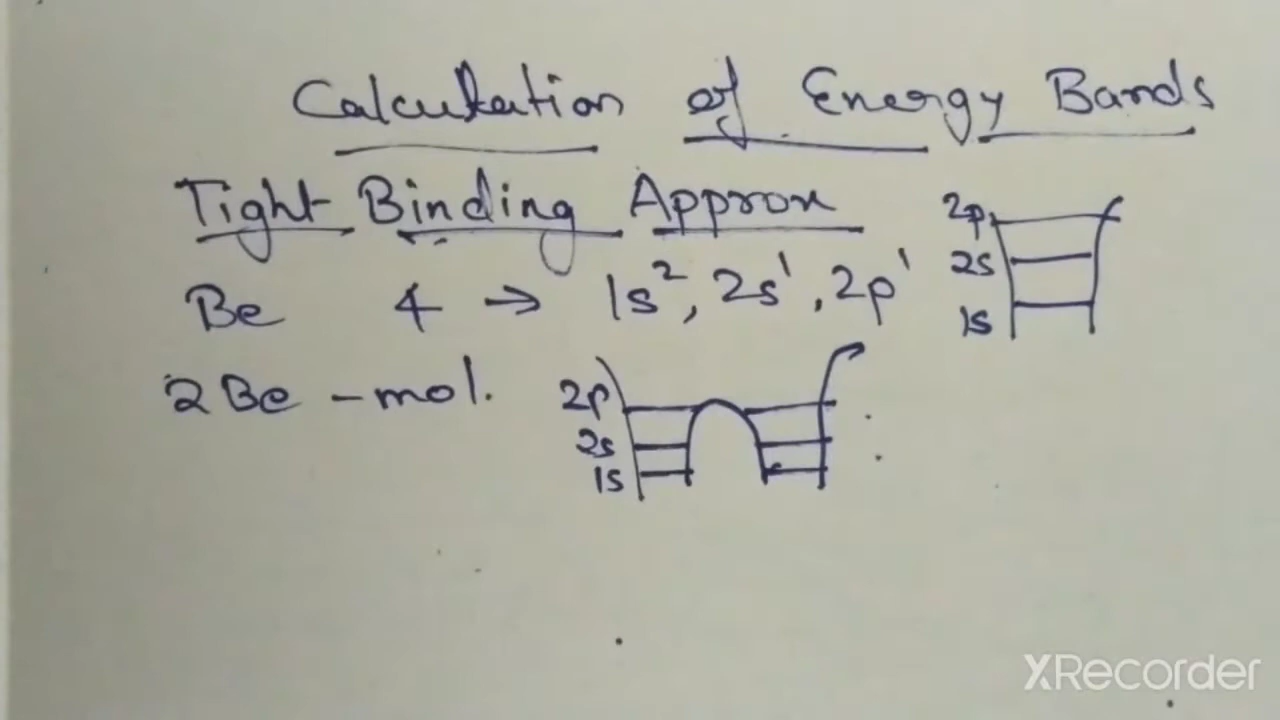 Calculation of Energy Bands
Tight Binding Approx
Be 4 → 1s², 2s¹, 2p¹
2p
2s
1s
2Be - mol.
2p
2s
1s
XRecorder